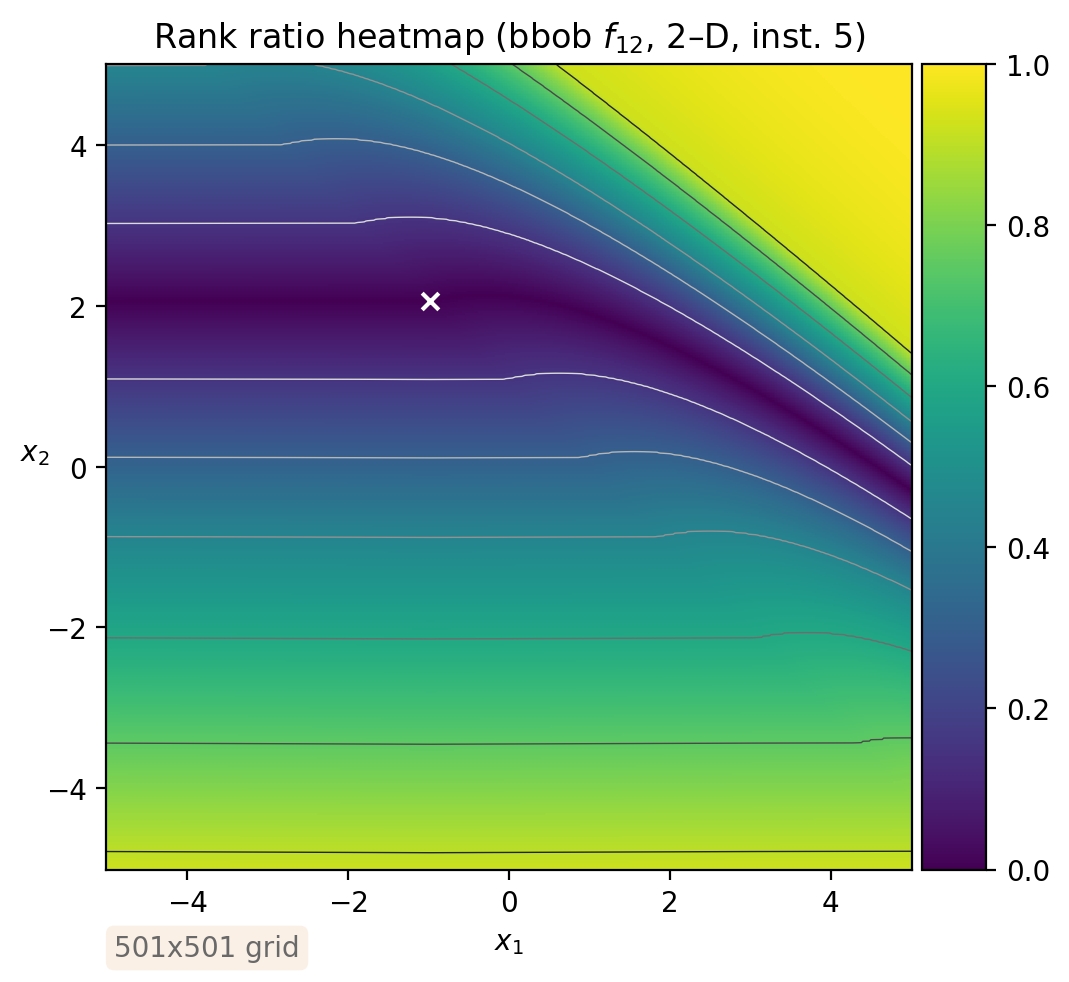 Rank ratio heatmap (bbob f₁₂, 2–D, inst. 5)
1.0
0.8
0.6
0.4
0.2
0.0
4
2
0
−2
−4
x₂
−4 −2 0 2 4
x₁
501x501 grid